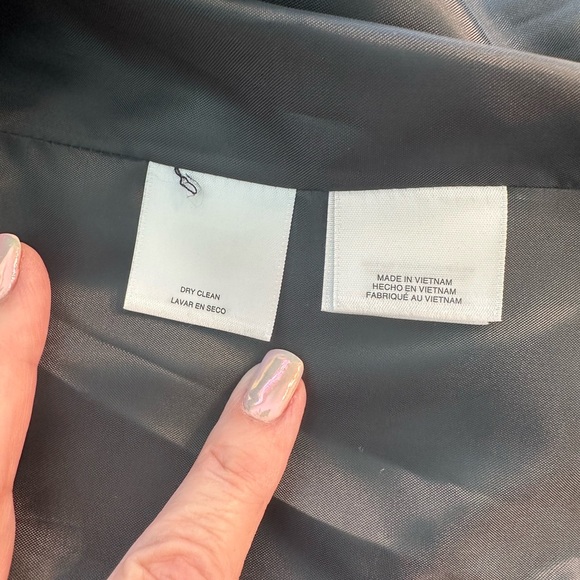 DRY CLEAN
LAVAR EN SECO
MADE IN VIETNAM
HECHO EN VIETNAM
FABRIQUÉ AU VIETNAM